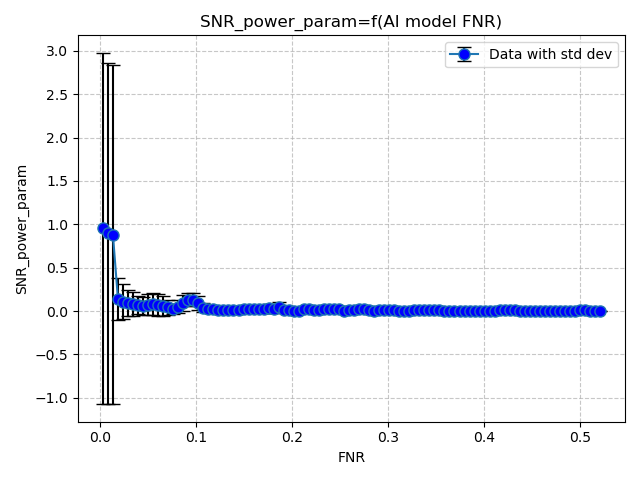 SNR_power_param=f(AI model FNR)
Data with std dev
SNR_power_param
3.0
2.5
2.0
1.5
1.0
0.5
0.0
−0.5
−1.0
0.0 0.1 0.2 0.3 0.4 0.5
FNR